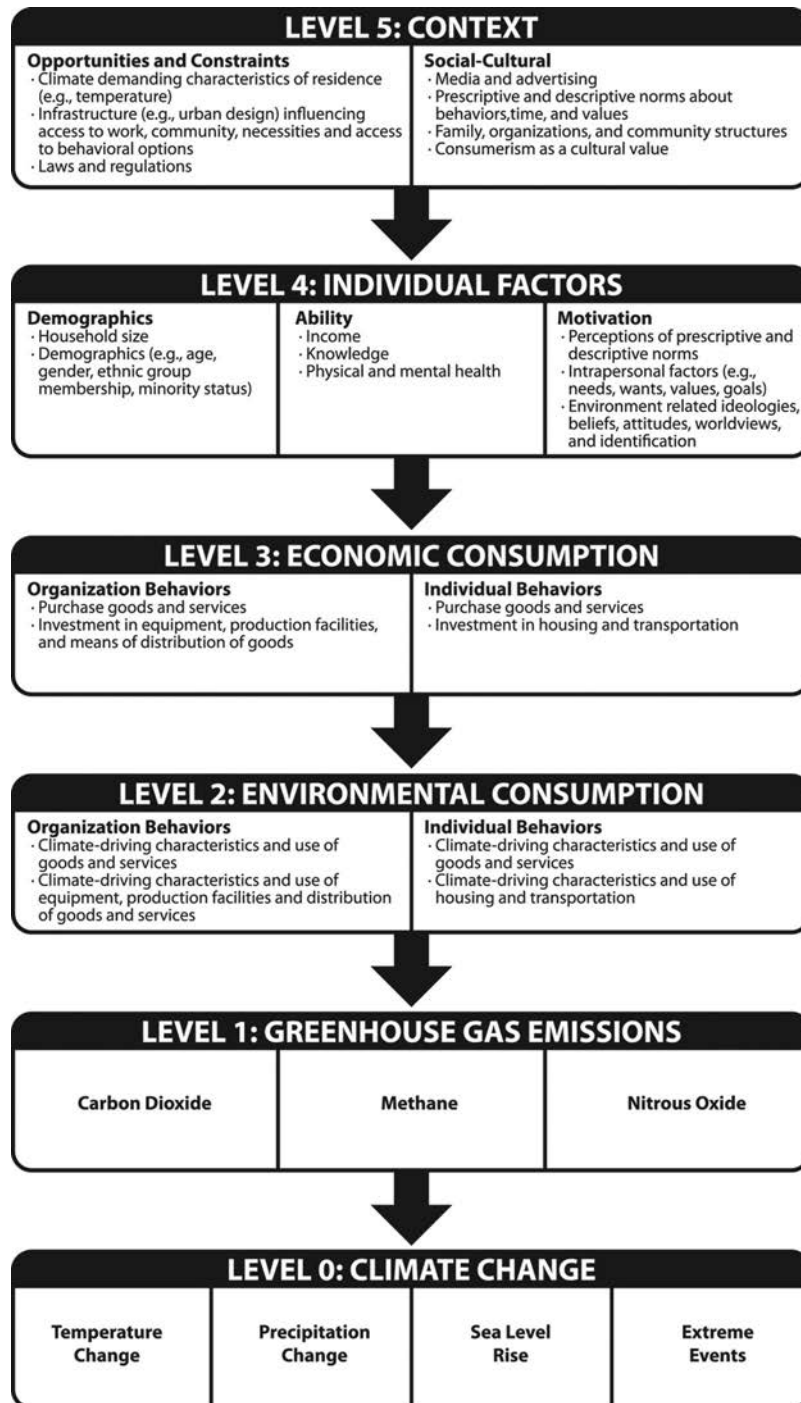 LEVEL 5: CONTEXT
Opportunities and Constraints
· Climate demanding characteristics of residence
(e.g., temperature)
· Infrastructure (e.g., urban design) influencing
access to work, community, necessities and access
to behavioral options
· Laws and regulations
Social-Cultural
· Media and advertising
· Prescriptive and descriptive norms about
behaviors,time, and values
· Family, organizations, and community structures
· Consumerism as a cultural value
LEVEL 4: INDIVIDUAL FACTORS
Demographics
· Household size
· Demographics (e.g., age,
gender, ethnic group
membership, minority status)
Ability
· Income
· Knowledge
· Physical and mental health
Motivation
· Perceptions of prescriptive and
descriptive norms
· Intrapersonal factors (e.g.,
needs, wants, values, goals)
· Environment related ideologies,
beliefs, attitudes, worldviews,
and identification
LEVEL 3: ECONOMIC CONSUMPTION
Organization Behaviors
· Purchase goods and services
· Investment in equipment, production facilities,
and means of distribution of goods
Individual Behaviors
· Purchase goods and services
· Investment in housing and transportation
LEVEL 2: ENVIRONMENTAL CONSUMPTION
Organization Behaviors
· Climate-driving characteristics and use of
goods and services
· Climate-driving characteristics and use of
equipment, production facilities and distribution
of goods and services
Individual Behaviors
· Climate-driving characteristics and use of
goods and services
· Climate-driving characteristics and use of
housing and transportation
LEVEL 1: GREENHOUSE GAS EMISSIONS
Carbon Dioxide
Methane
Nitrous Oxide
LEVEL 0: CLIMATE CHANGE
Temperature
Change
Precipitation
Change
Sea Level
Rise
Extreme
Events